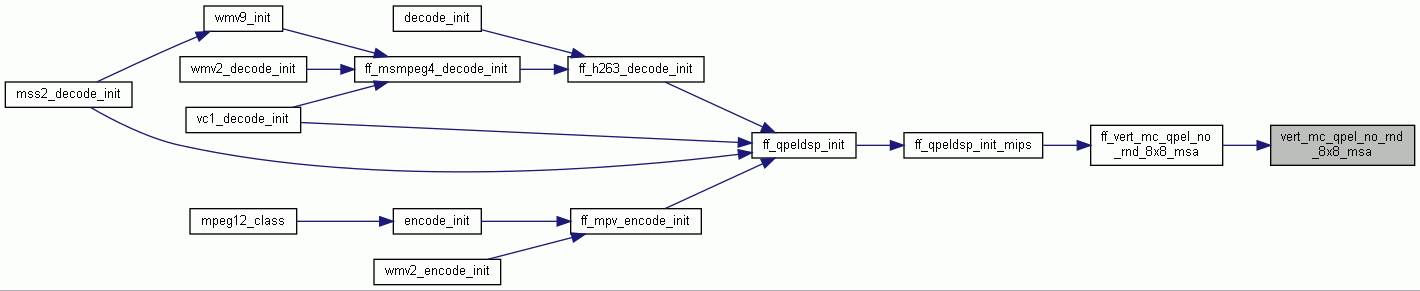 wmv9_init
decode_init
wmv2_decode_init
ff_msmpeg4_decode_init
ff_h263_decode_init
mss2_decode_init
vc1_decode_init
ff_qpeldsp_init
ff_qpeldsp_init_mips
ff_vert_mc_qpel_no
_rnd_8x8_msa
vert_mc_qpel_no_rnd
_8x8_msa
mpeg12_class
encode_init
ff_mpv_encode_init
wmv2_encode_init